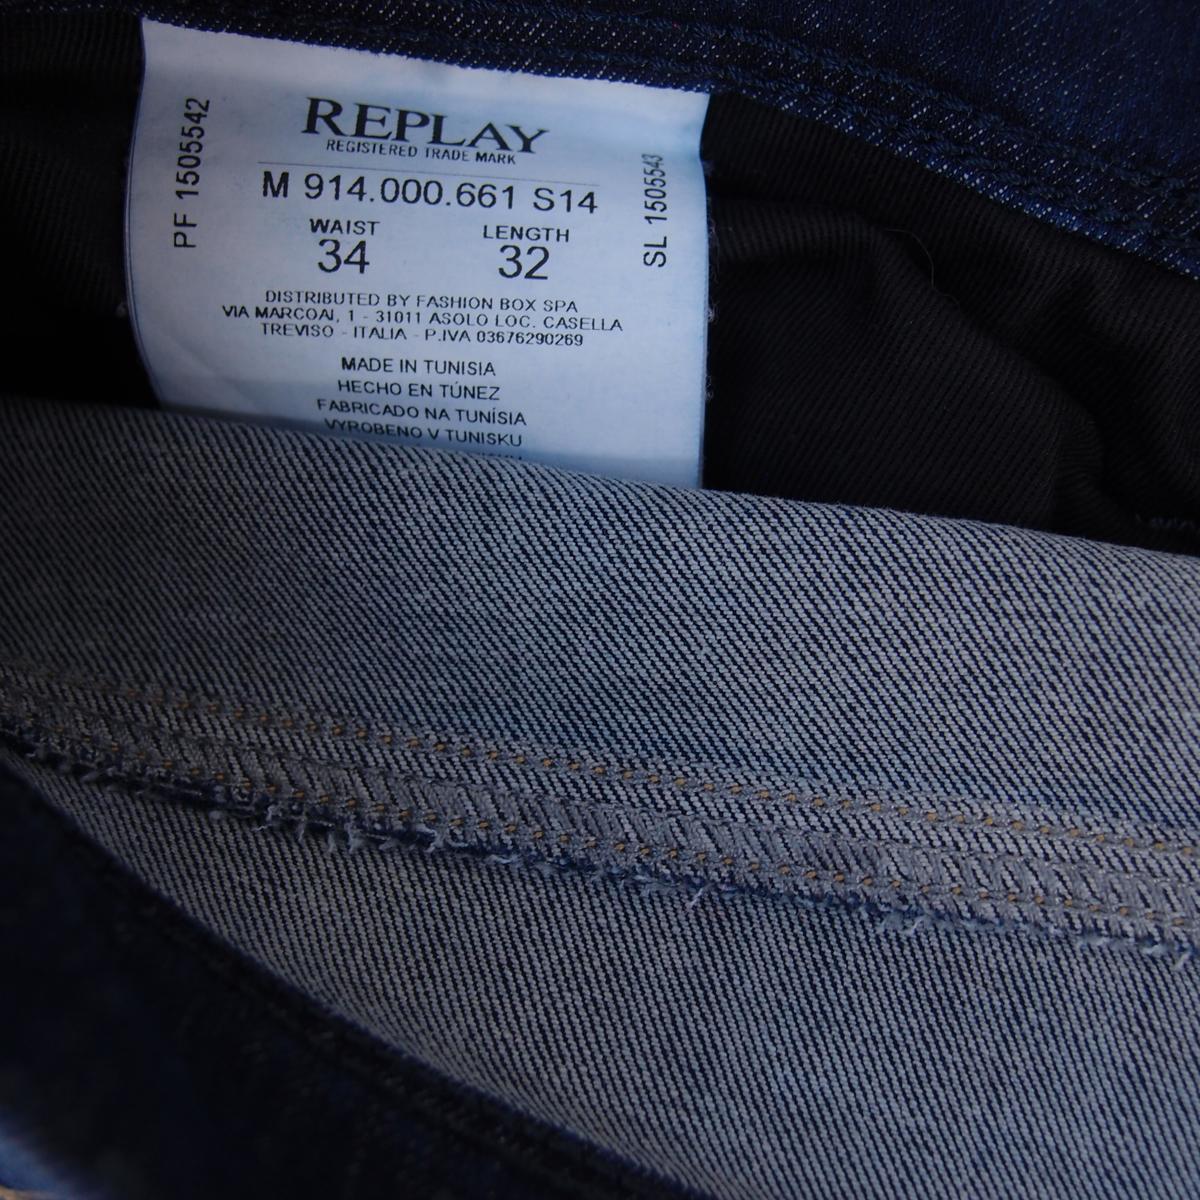 REPLAY
REGISTERED TRADE MARK
M 914.000.661 S14
WAIST LENGTH
34 32
DISTRIBUTED BY FASHION BOX SPA
VIA MARCOAI, 1 - 31011 ASOLO LOC. CASELLA
TREVISO - ITALIA - P.IVA 03676290269
MADE IN TUNISIA
HECHO EN TÚNEZ
FABRICADO NA TUNÍSIA
VYROBENO V TUNISKU
PF 1505542
SL 1505543